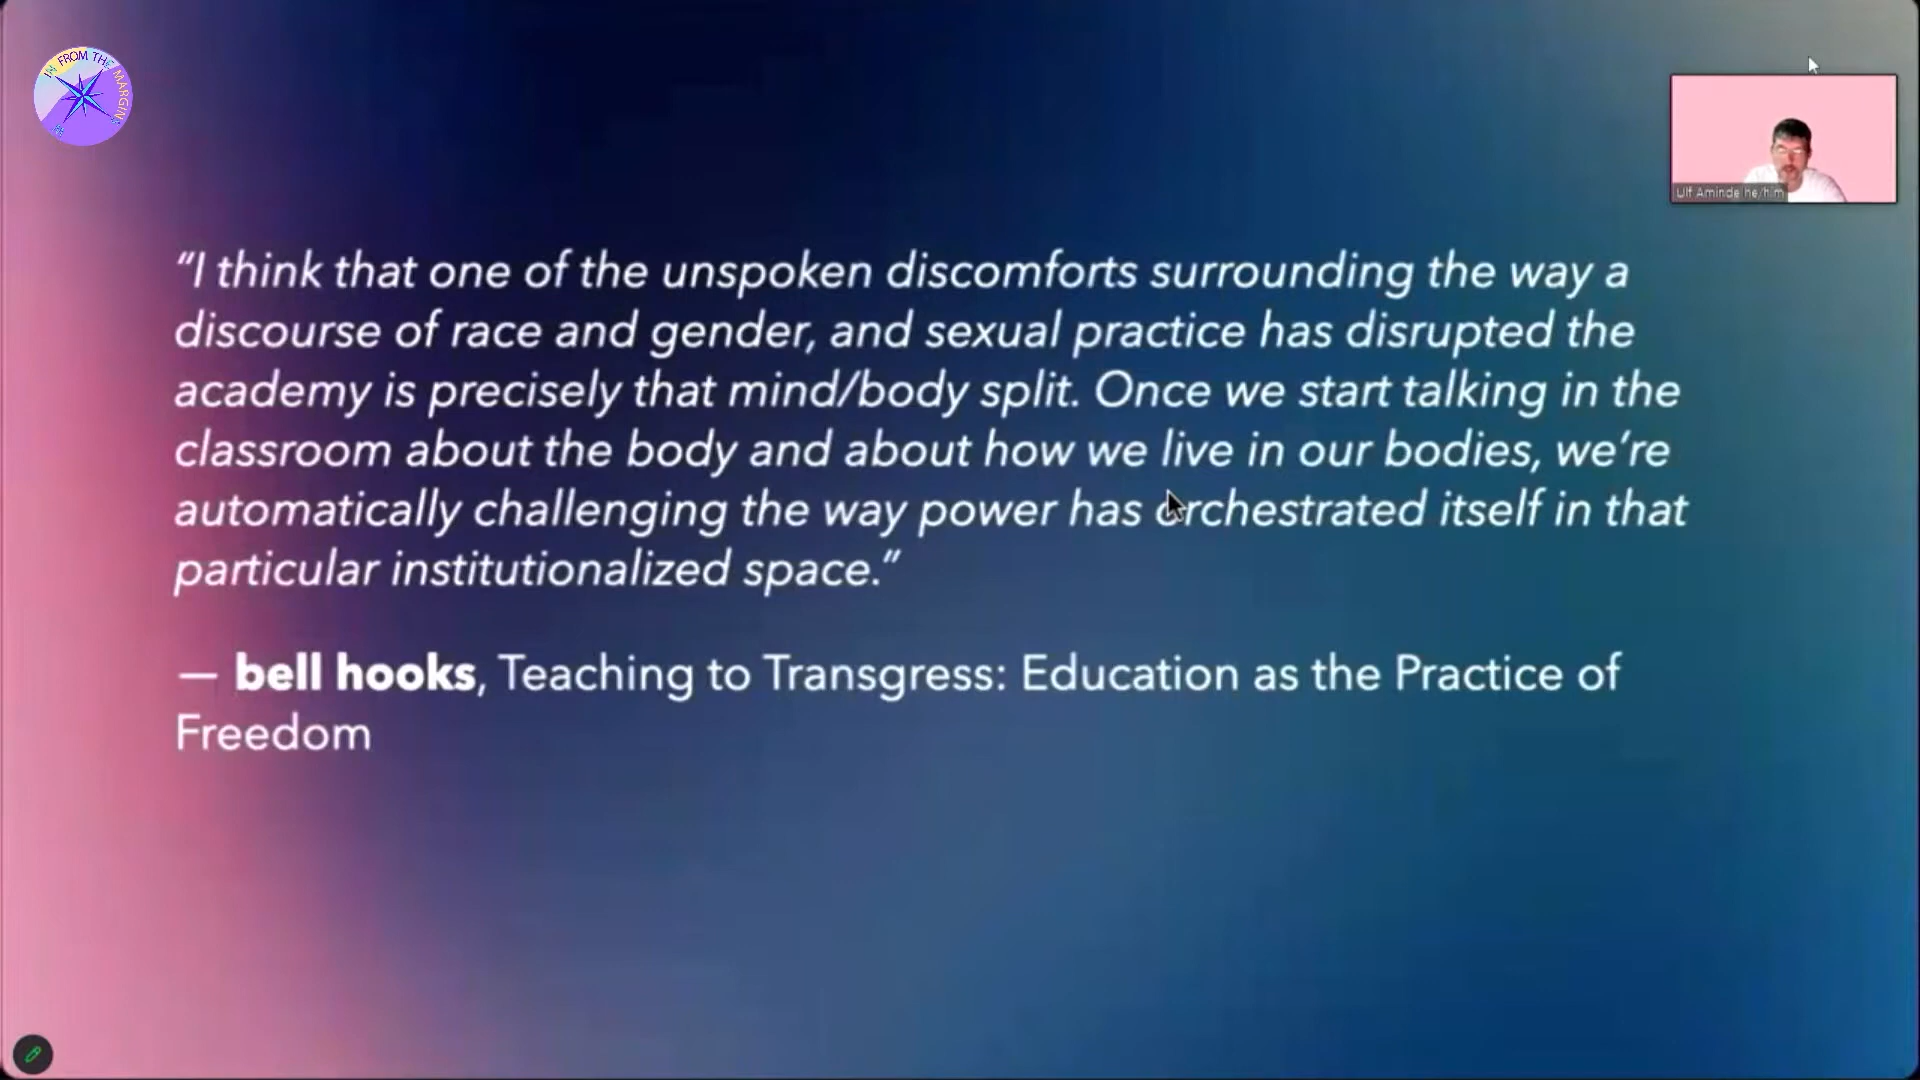 IN FROM THE MARGINS
Ulf Aminde he/him
“I think that one of the unspoken discomforts surrounding the way a
discourse of race and gender, and sexual practice has disrupted the
academy is precisely that mind/body split. Once we start talking in the
classroom about the body and about how we live in our bodies, we’re
automatically challenging the way power has orchestrated itself in that
particular institutionalized space.”
— bell hooks, Teaching to Transgress: Education as the Practice of
Freedom